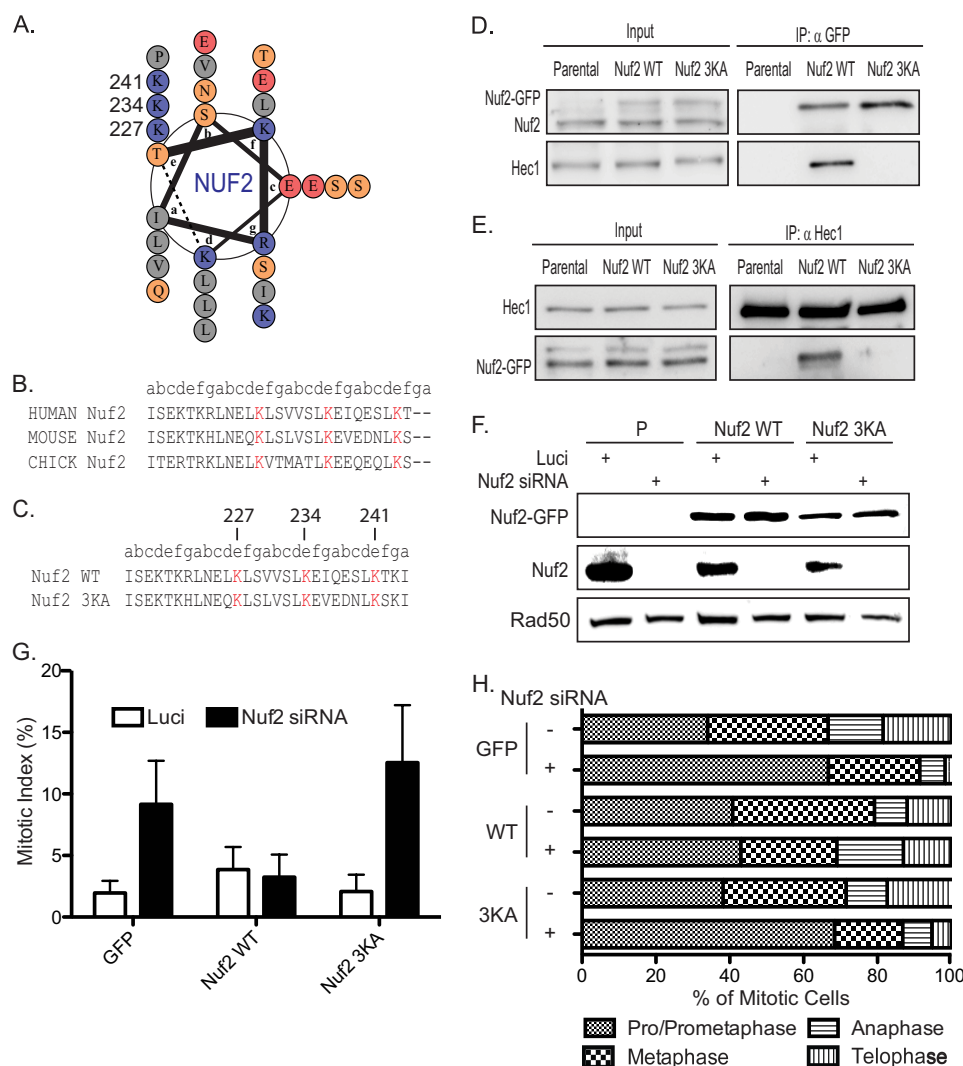 A.
P
K
K
K
T
241
234
227
E
V
N
S
T
E
L
K
E E S S
NUF2
a
b
c
d
e
f
g
I
L
V
Q
K
L
L
L
R
S
I
K
B.
abcdefgabcdefgabcdefgabcdefga
HUMAN Nuf2 ISEKTKRLNELKLSVVSLKEIQESLKT--
MOUSE Nuf2 ISEKTKHLNEQKLSLVSLKEVEDNLKS--
CHICK Nuf2 ITERTRKLNELKVTMATLKEEQEQLKS--
C.
227 234 241
abcdefgabcdefgabcdefgabcdefga
Nuf2 WT ISEKTKRLNELKLSVVSLKEIQESLKTKI
Nuf2 3KA ISEKTKHLNEQKLSLVSLKEVEDNLKSKI
D.
Input IP: α GFP
Parental Nuf2 WT Nuf2 3KA Parental Nuf2 WT Nuf2 3KA
Nuf2-GFP
Nuf2
Hec1
E.
Input IP: α Hec1
Parental Nuf2 WT Nuf2 3KA Parental Nuf2 WT Nuf2 3KA
Hec1
Nuf2-GFP
F.
P Nuf2 WT Nuf2 3KA
Luci + + +
Nuf2 siRNA + + +
Nuf2-GFP
Nuf2
Rad50
G.
Mitotic Index (%)
20
15
10
5
0
Luci Nuf2 siRNA
GFP Nuf2 WT Nuf2 3KA
H.
Nuf2 siRNA
GFP - +
WT - +
3KA - +
0 20 40 60 80 100
% of Mitotic Cells
Pro/Prometaphase Anaphase
Metaphase Telophase